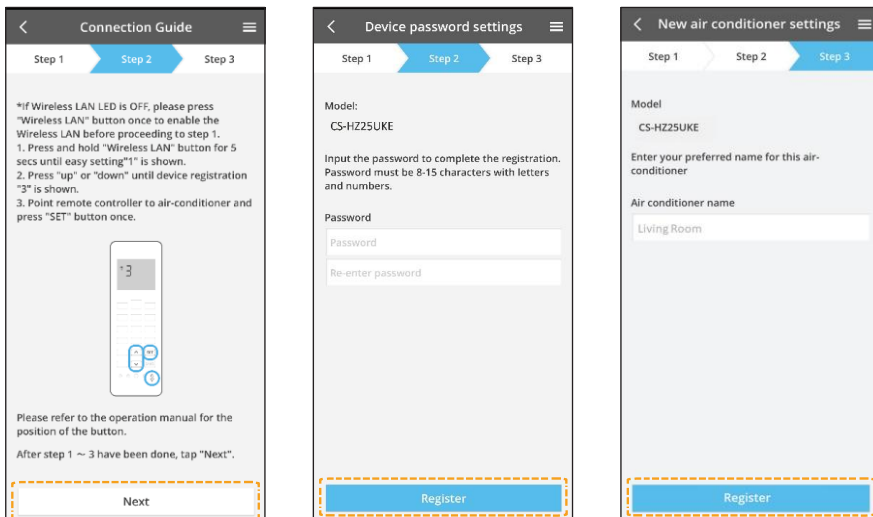 Connection Guide
Step 1 Step 2 Step 3
*If Wireless LAN LED is OFF, please press
"Wireless LAN" button once to enable the
Wireless LAN before proceeding to step 1.
1. Press and hold "Wireless LAN" button for 5
secs until easy setting"1" is shown.
2. Press "up" or "down" until device registration
"3" is shown.
3. Point remote controller to air-conditioner and
press "SET" button once.
3
Please refer to the operation manual for the
position of the button.
After step 1 ~ 3 have been done, tap "Next".
Next
Device password settings
Step 1 Step 2 Step 3
Model:
CS-HZ25UKE
Input the password to complete the registration.
Password must be 8-15 characters with letters
and numbers.
Password
Password
Re-enter password
Register
New air conditioner settings
Step 1 Step 2 Step 3
Model
CS-HZ25UKE
Enter your preferred name for this air-
conditioner
Air conditioner name
Living Room
Register